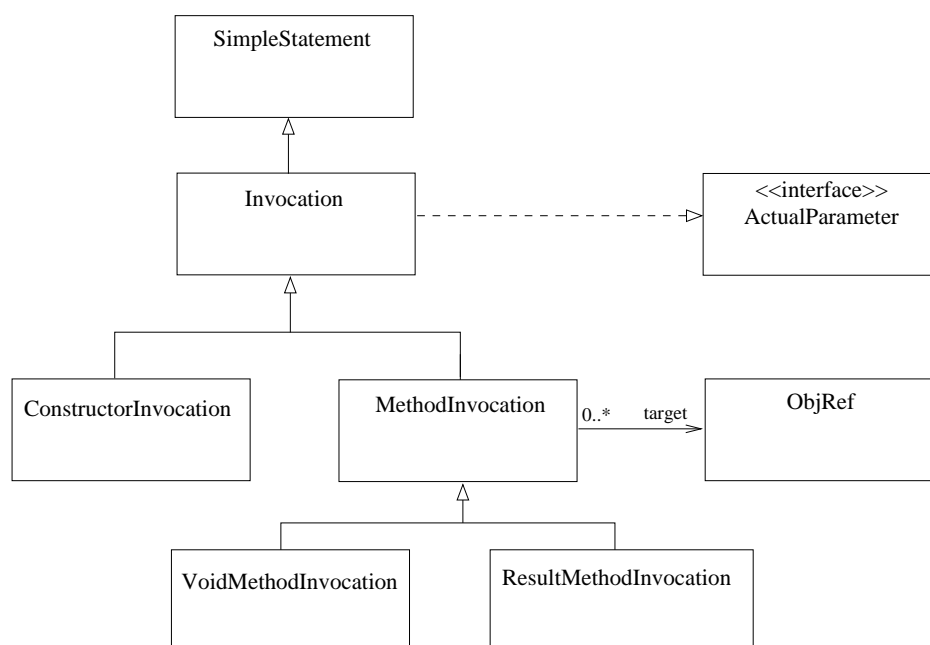 SimpleStatement
Invocation
<<interface>>
ActualParameter
ConstructorInvocation
MethodInvocation
0..* target
ObjRef
VoidMethodInvocation
ResultMethodInvocation